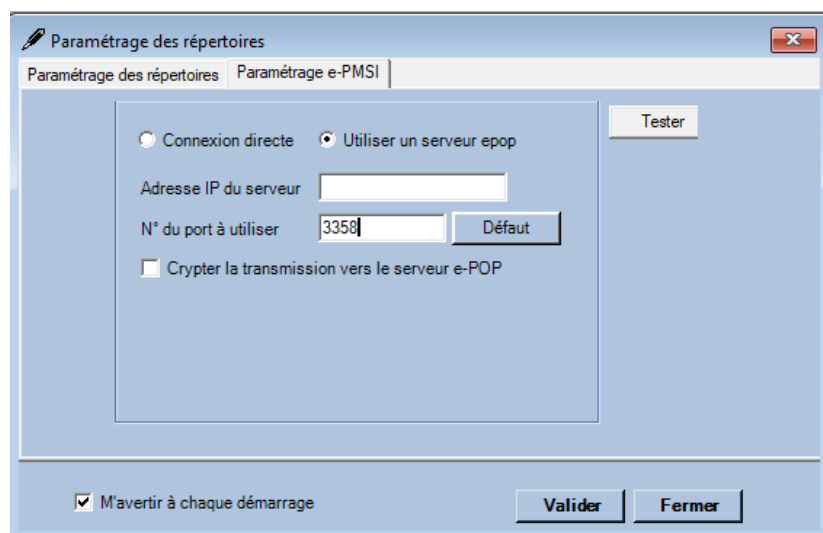 Paramétrage des répertoires
Paramétrage des répertoires Paramétrage e-PMSI
Connexion directe Utiliser un serveur epop Tester
Adresse IP du serveur
N° du port à utiliser 3358 Défaut
Crypter la transmission vers le serveur e-POP
M'avertir à chaque démarrage Valider Fermer